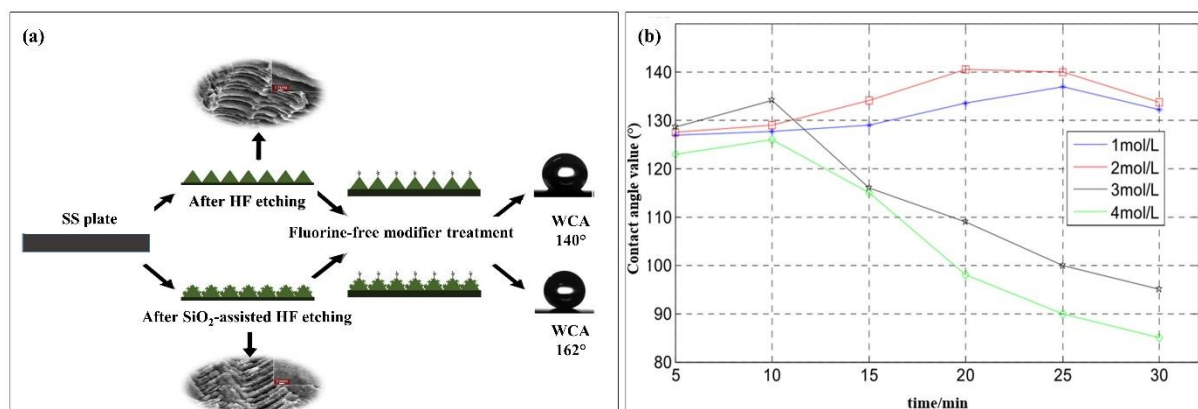 (a)
After HF etching
SS plate
Fluorine-free modifier treatment
WCA
140°
After SiO₂-assisted HF etching
WCA
162°
(b)
Contact angle value (°)
140
130
120
110
100
90
80
5
10
15
20
25
30
time/min
1mol/L
2mol/L
3mol/L
4mol/L